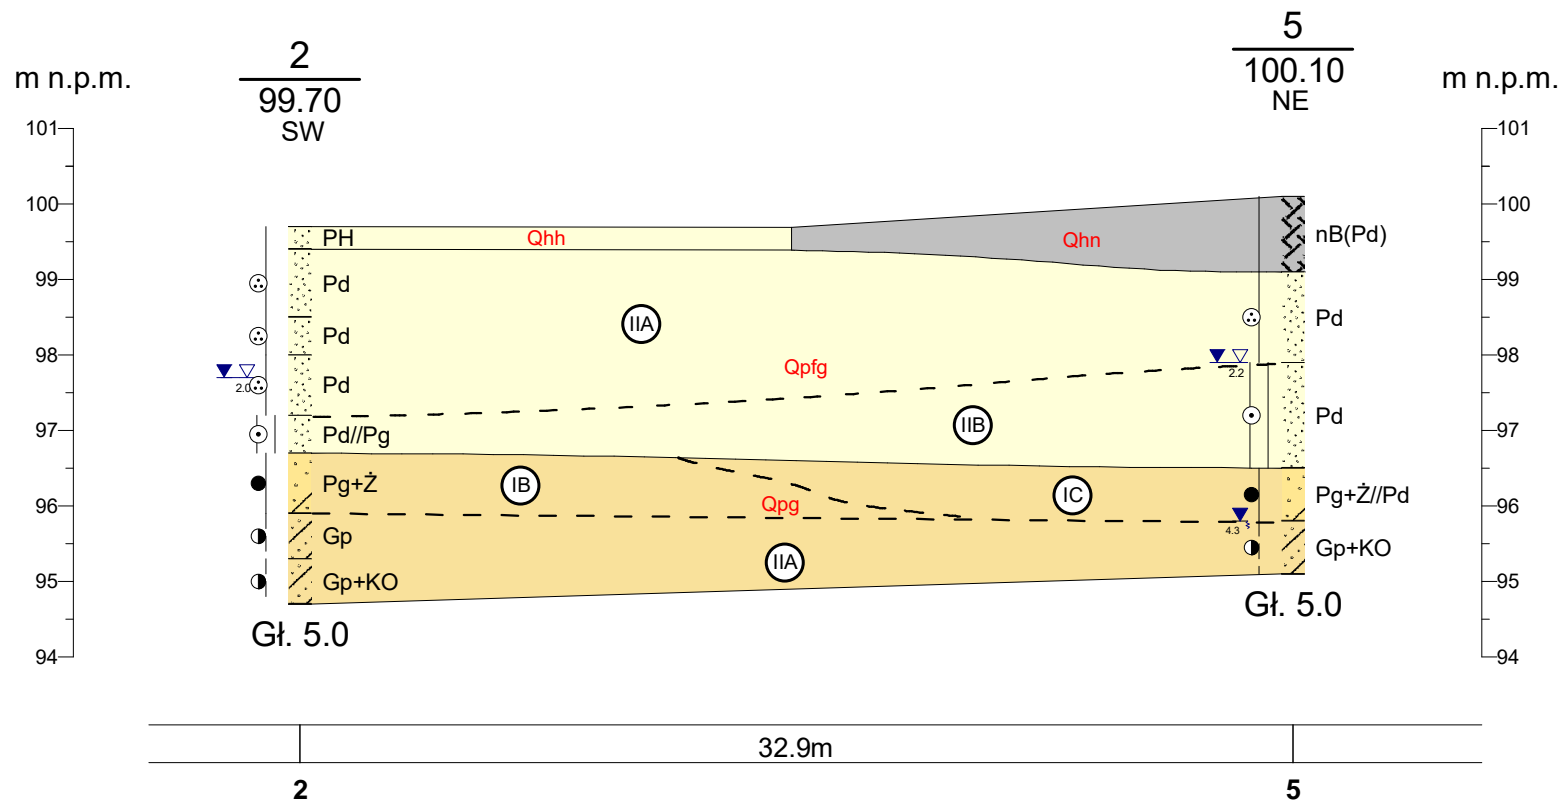 2
99.70
SW
5
100.10
NE
m n.p.m.
m n.p.m.
101
100
99
98
97
96
95
94
101
100
99
98
97
96
95
94
PH
Qhh
Qhn
nB(Pd)
Pd
IIA
Pd
Pd
Qpfg
2.0
Pd
2.2
IIB
Pd
Pd//Pg
Pg+Ż
IB
Qpg
IC
Pg+Ż//Pd
4.3
Gp
Gp+KO
IIA
Gp+KO
Gł. 5.0
Gł. 5.0
32.9m
2
5